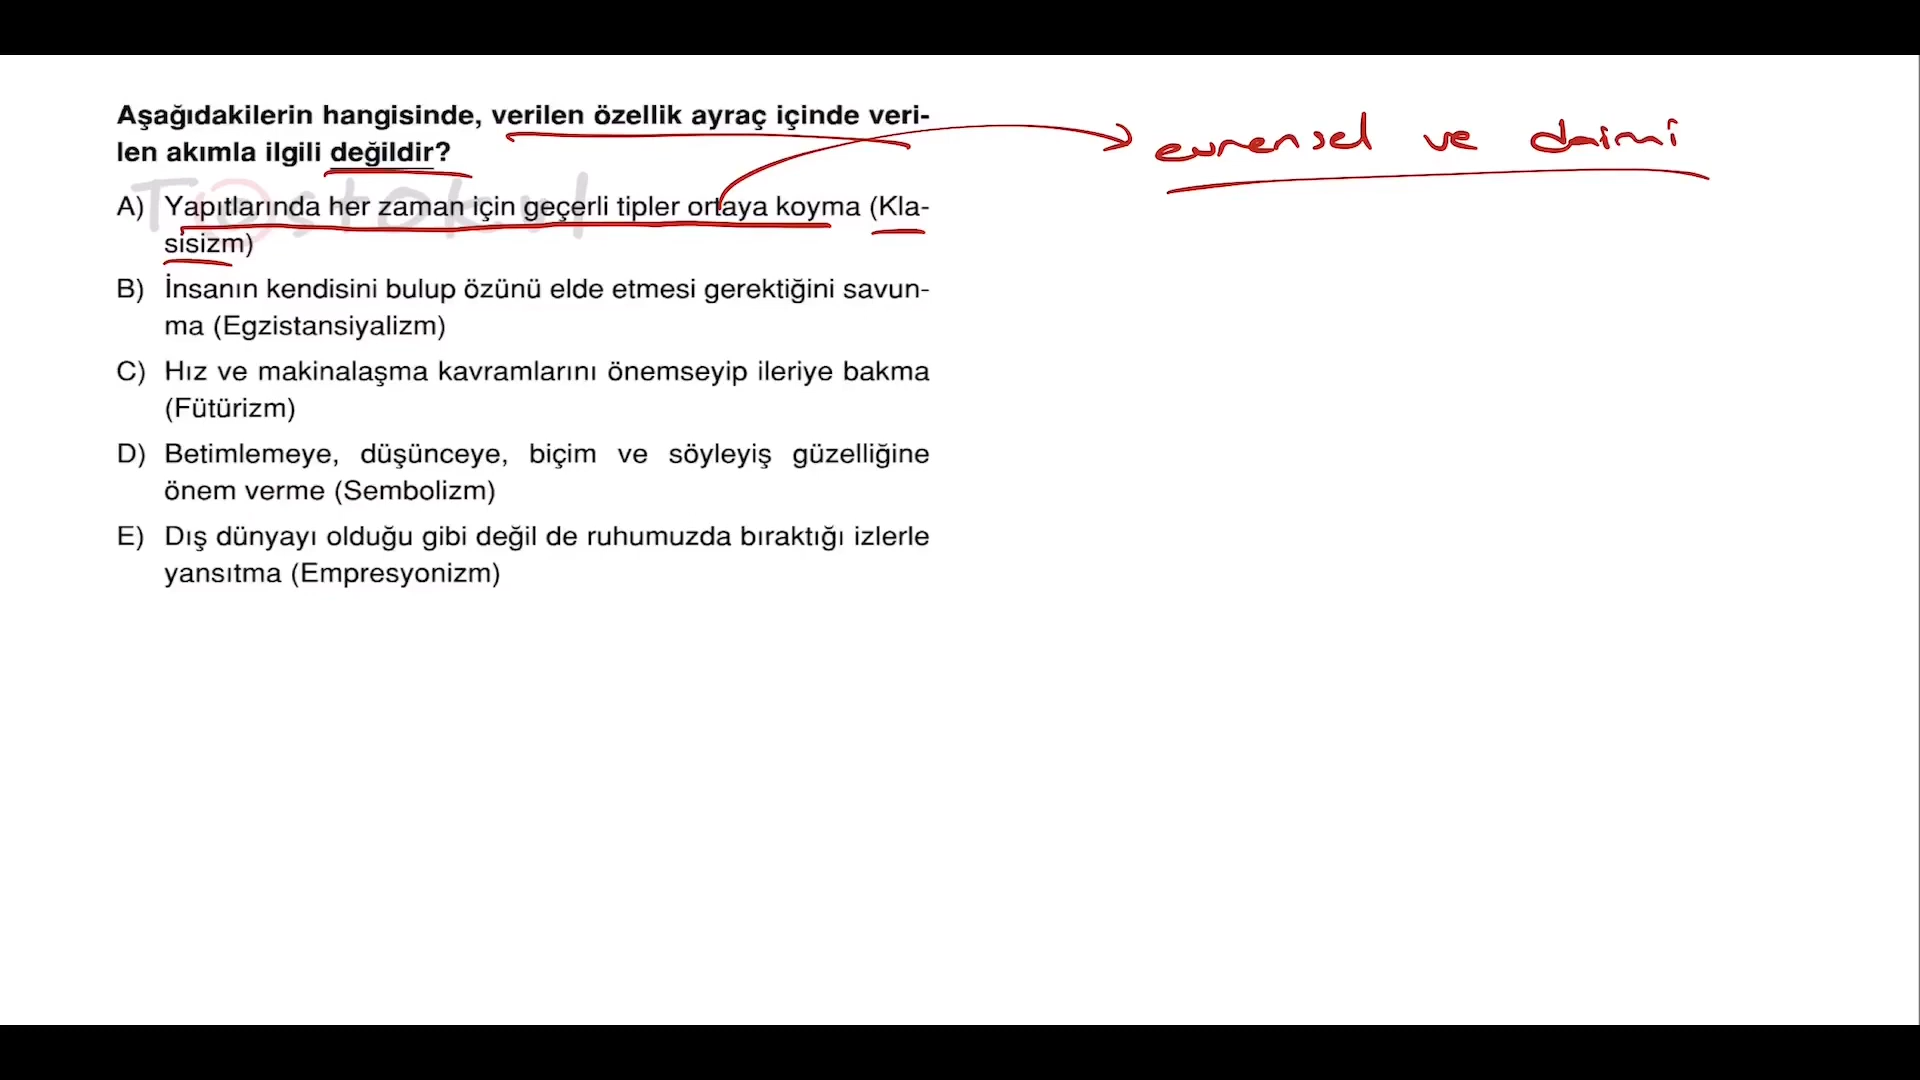 Aşağıdakilerin hangisinde, verilen özellik ayraç içinde veri-
len akımla ilgili değildir?
evrensel ve daimi
Tostokul
A) Yapıtlarında her zaman için geçerli tipler ortaya koyma (Kla-
sisizm)
B) İnsanın kendisini bulup özünü elde etmesi gerektiğini savun-
ma (Egzistansiyalizm)
C) Hız ve makinalaşma kavramlarını önemseyip ileriye bakma
(Fütürizm)
D) Betimlemeye, düşünceye, biçim ve söyleyiş güzelliğine
önem verme (Sembolizm)
E) Dış dünyayı olduğu gibi değil de ruhumuzda bıraktığı izlerle
yansıtma (Empresyonizm)